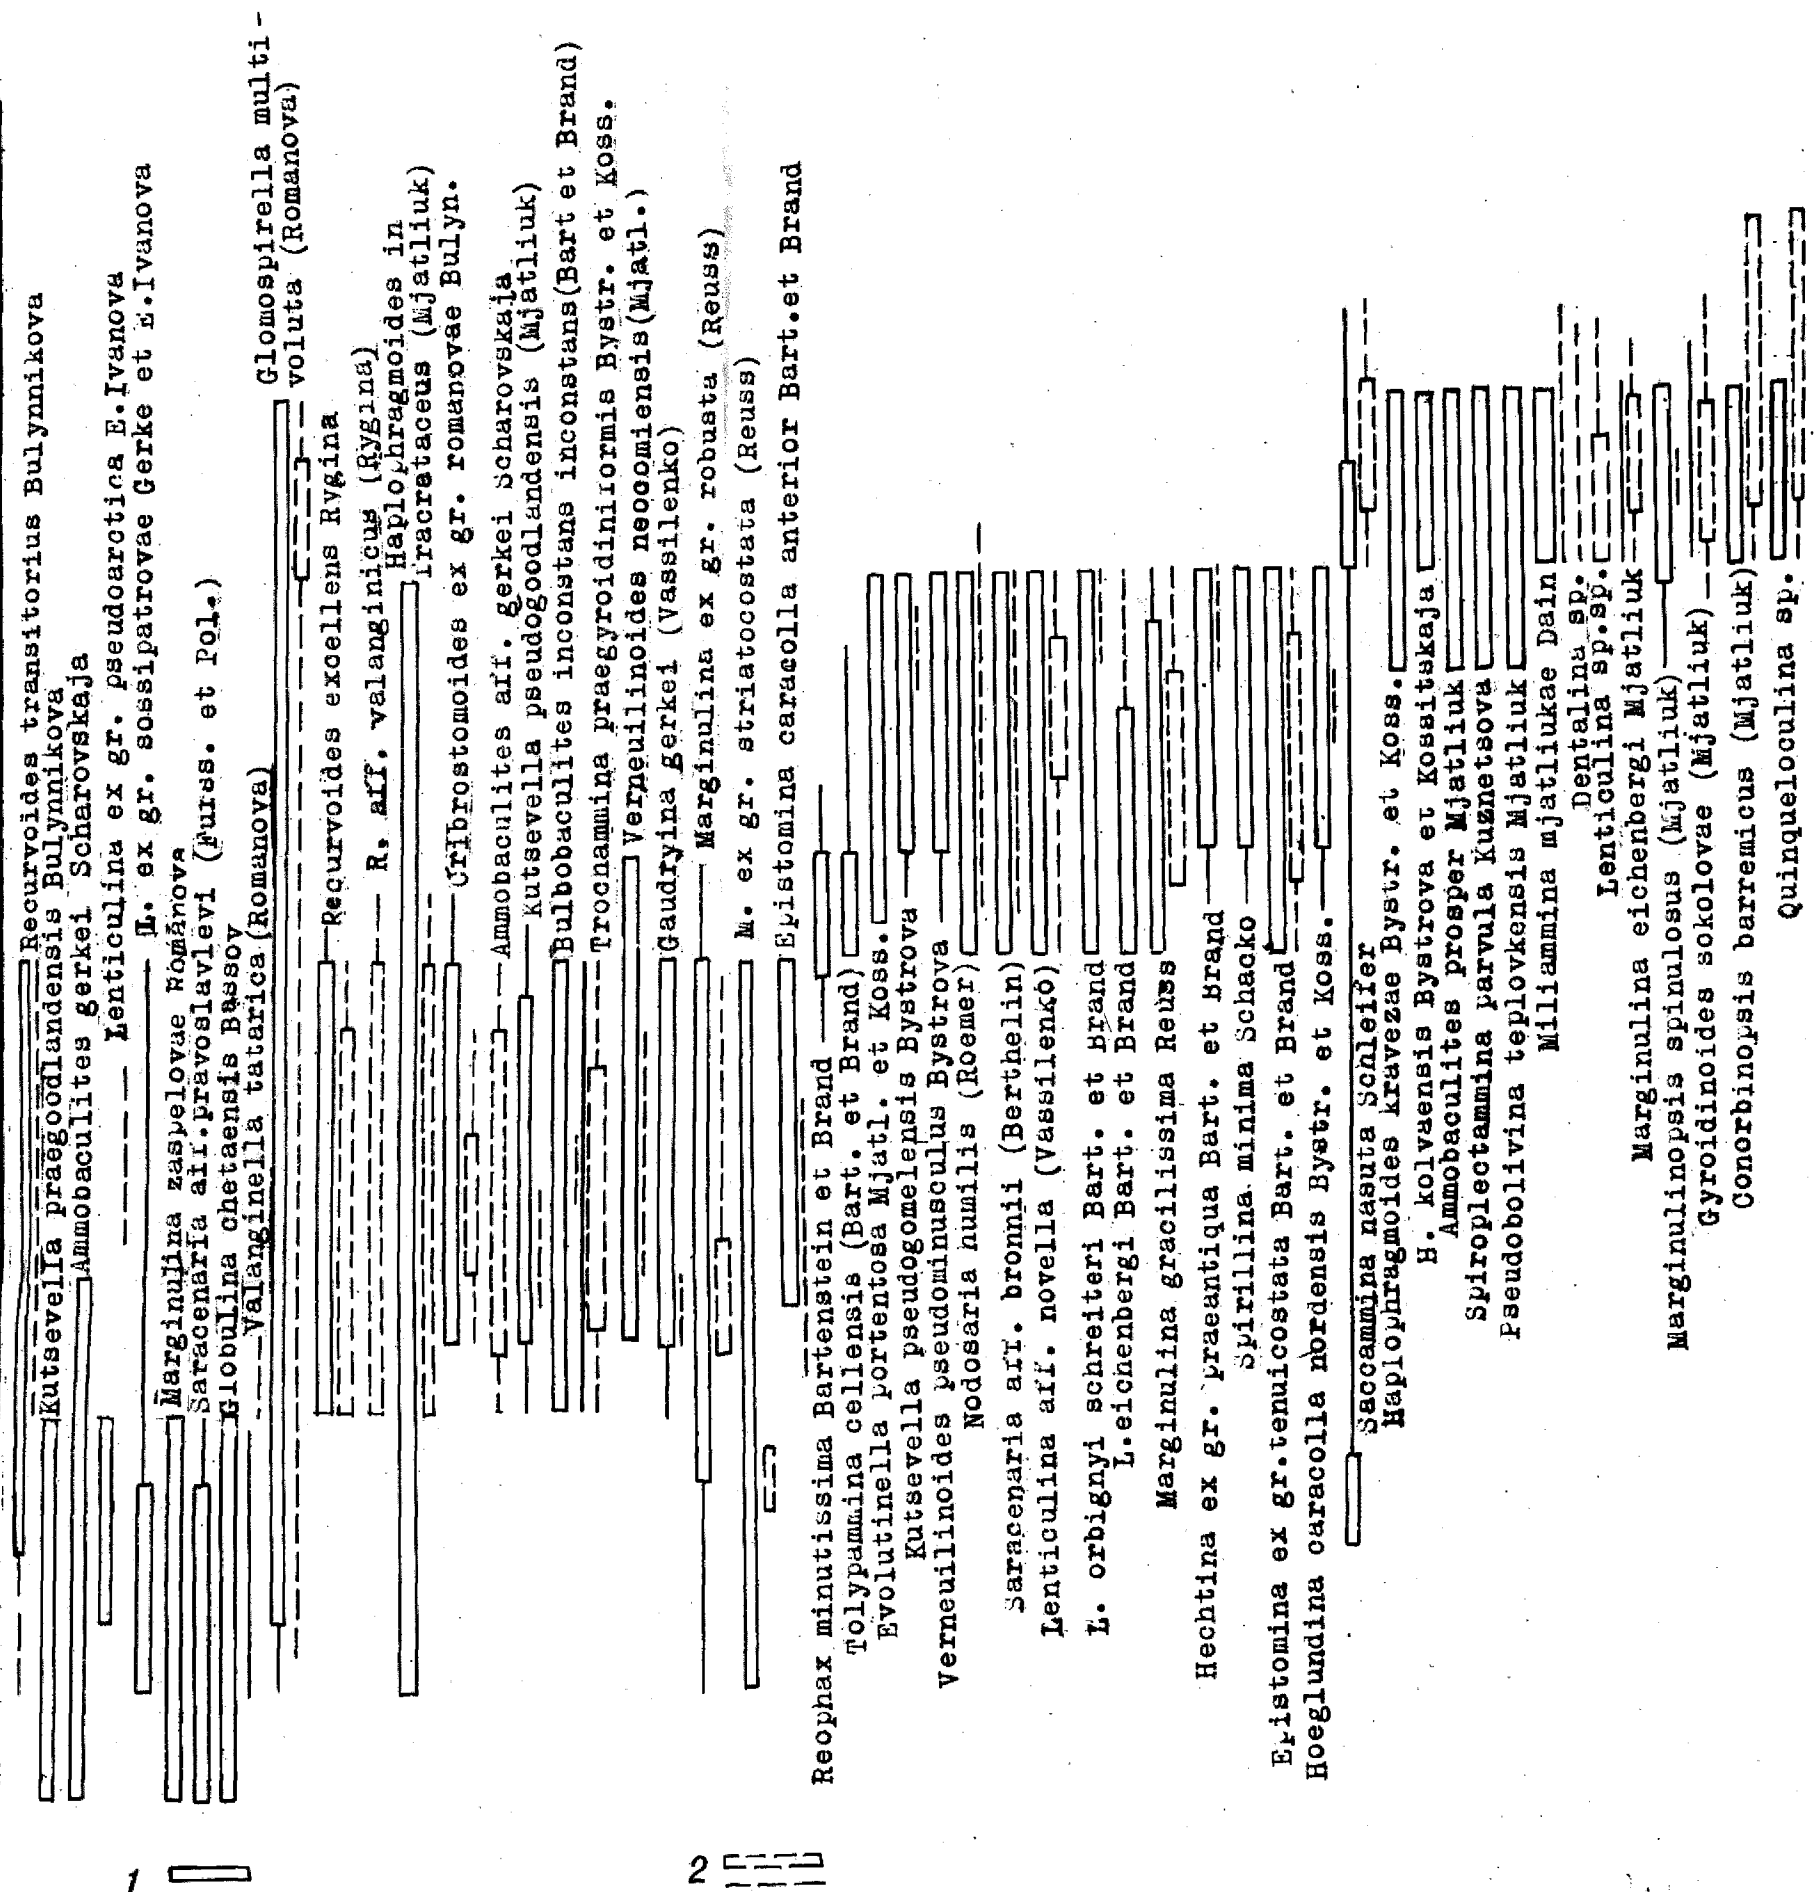 Recurvoides transitorius Bulynnikova
Kutsevella praegoodlandensis Bulynnikova
Ammobaculites gerkei Scharovskaja
Lenticulina ex gr. pseudoarctica E.Ivanova
L. ex gr. sossipatrovae Gerke et E.Ivanova
Marginulina zaspelovae Romanova
Saracenaria aff.pravoslavlevi (Furss. et Pol.)
Globulina chetaensis Bassov
Valanginella tatarica(Romanova)
Glomospirella multi-
voluta (Romanova)
Recurvoides excellens Rygina
R. aff. valanginicus (Rygina)
Haplophragmoides in
fracretaceus (Mjatliuk)
Cribrostomoides ex gr. romanovae Bulyn.
Ammobaculites aff. gerkei Scharovskaja
Kutsevella pseudogoodlandensis (Mjatliuk)
Bulbobaculites inconstans inconstans(Bart et Brand)
Trochammina praegyroidiniformis Bystr. et Koss.
Verneuilinoides neocomiensis(Mjatl.)
Gaudryina gerkei (Vassilenko)
Marginulina ex gr. robusta (Reuss)
M. ex gr. striatocostata (Reuss)
Epistomina caracolla anterior Bart.et Brand
Reophax minutissima Bartenstein et Brand
Tolypammina cellensis (Bart. et Brand)
Evolutinella portentosa Mjatl. et Koss.
Kutsevella pseudogomelensis Bystrova
Verneuilinoides pseudominusculus Bystrova
Nodosaria humilis (Roemer)
Saracenaria aff. bronnii (Berthelin)
Lenticulina aff. novella (Vassilenko)
L. orbignyi schreiteri Bart. et Brand
L.eichenbergi Bart. et Brand
Marginulina gracilissima Reuss
Hechtina ex gr. praeantiqua Bart. et Brand
Spirillina minima Schacko
Epistomina ex gr.tenuicostata Bart. et Brand
Hoeglundina caracolla nordensis Bystr. et Koss.
Saccammina nasuta Schleifer
Haplophragmoides kravezae Bystr. et Koss.
H. kolvaensis Bystrova et Kossitskaja
Ammobaculites prosper Mjatliuk
Spiroplectammina parvula Kuznetsova
Pseudobolivina teplovkensis Mjatliuk
Miliammina mjatliukae Dain
Dentalina sp.
Lenticulina sp.sp.
Marginulina eichenbergi Mjatliuk
Marginulinopsis spinulosus (Mjatliuk)
Gyroidinoides sokolovae (Mjatliuk)
Conorbinopsis barremicus (Mjatliuk)
Quinqueloculina sp.
1
2